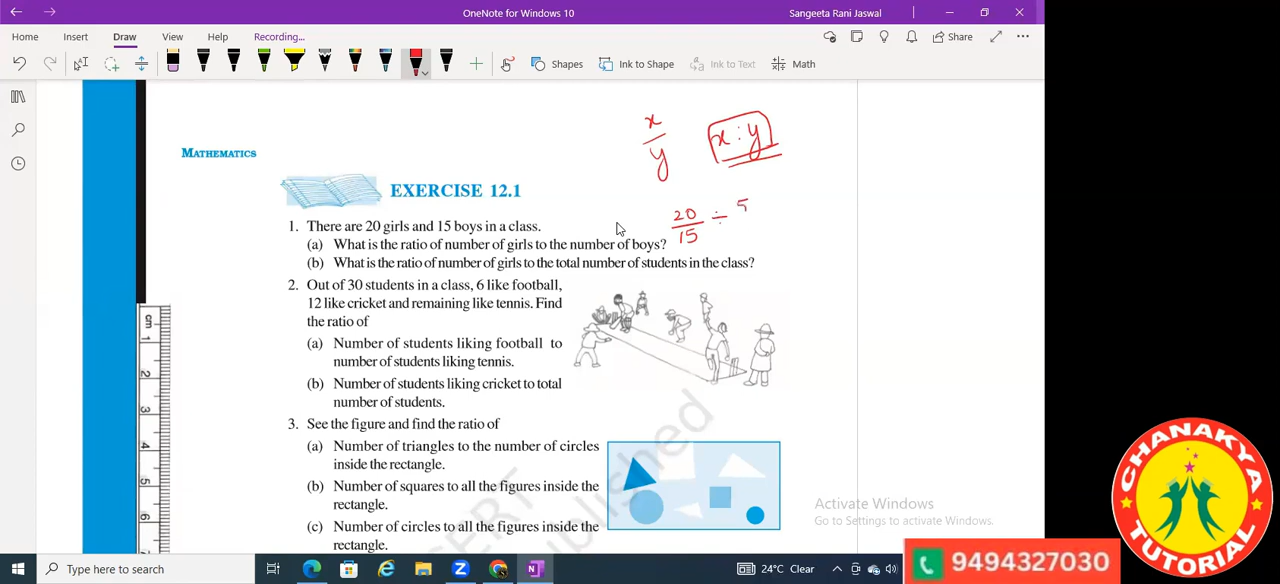 OneNote for Windows 10
Sangeeta Rani Jaswal
Home Insert Draw View Help Recording...
Share
Shapes Ink to Shape Ink to Text Math
x/y x : y
MATHEMATICS
EXERCISE 12.1
20/15 ÷ 5
1. There are 20 girls and 15 boys in a class.
(a) What is the ratio of number of girls to the number of boys?
(b) What is the ratio of number of girls to the total number of students in the class?
2. Out of 30 students in a class, 6 like football,
12 like cricket and remaining like tennis. Find
the ratio of
(a) Number of students liking football to
number of students liking tennis.
(b) Number of students liking cricket to total
number of students.
3. See the figure and find the ratio of
(a) Number of triangles to the number of circles
inside the rectangle.
(b) Number of squares to all the figures inside the
rectangle.
(c) Number of circles to all the figures inside the
rectangle.
cm
1
2
3
4
5
6
published
Activate Windows
Go to Settings to activate Windows.
CHANAKYA
TUTORIAL
Type here to search
24°C Clear
9494327030